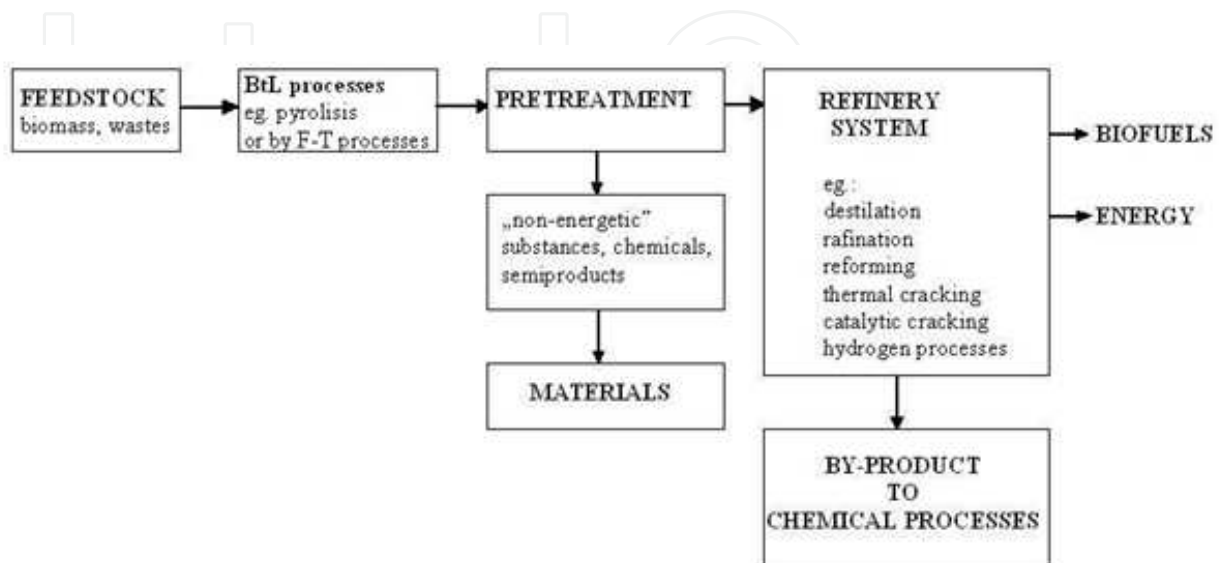 FEEDSTOCK
biomass, wastes
BtL processes
eg. pyrolisis
or by F-T processes
PRETREATMENT
„non-energetic”
substances, chemicals,
semiproducts
MATERIALS
REFINERY
SYSTEM
eg.:
destilation
rafination
reforming
thermal cracking
catalytic cracking
hydrogen processes
BIOFUELS
ENERGY
BY-PRODUCT
TO
CHEMICAL PROCESSES